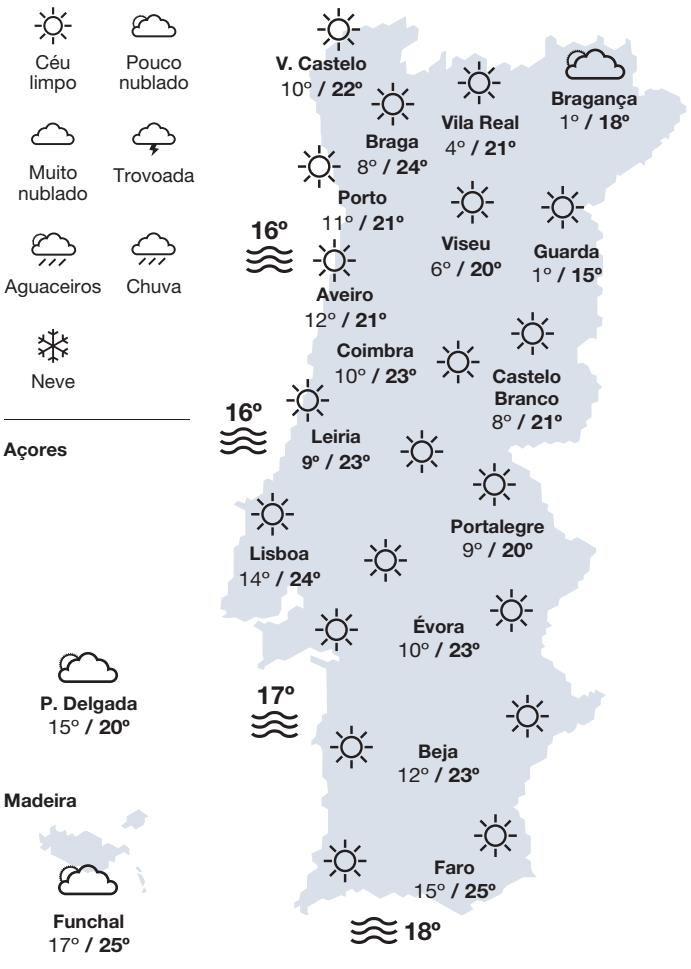 Céu
limpo
Pouco
nublado
Muito
nublado
Trovoada
Aguaceiros
Chuva
Neve
Açores
P. Delgada
15º / 20º
Madeira
Funchal
17º / 25º
V. Castelo
10º / 22º
Braga
8º / 24º
Vila Real
4º / 21º
Bragança
1º / 18º
Porto
11º / 21º
16º
Viseu
6º / 20º
Guarda
1º / 15º
Aveiro
12º / 21º
Coimbra
10º / 23º
Castelo
Branco
8º / 21º
16º
Leiria
9º / 23º
Portalegre
9º / 20º
Lisboa
14º / 24º
Évora
10º / 23º
17º
Beja
12º / 23º
Faro
15º / 25º
18º